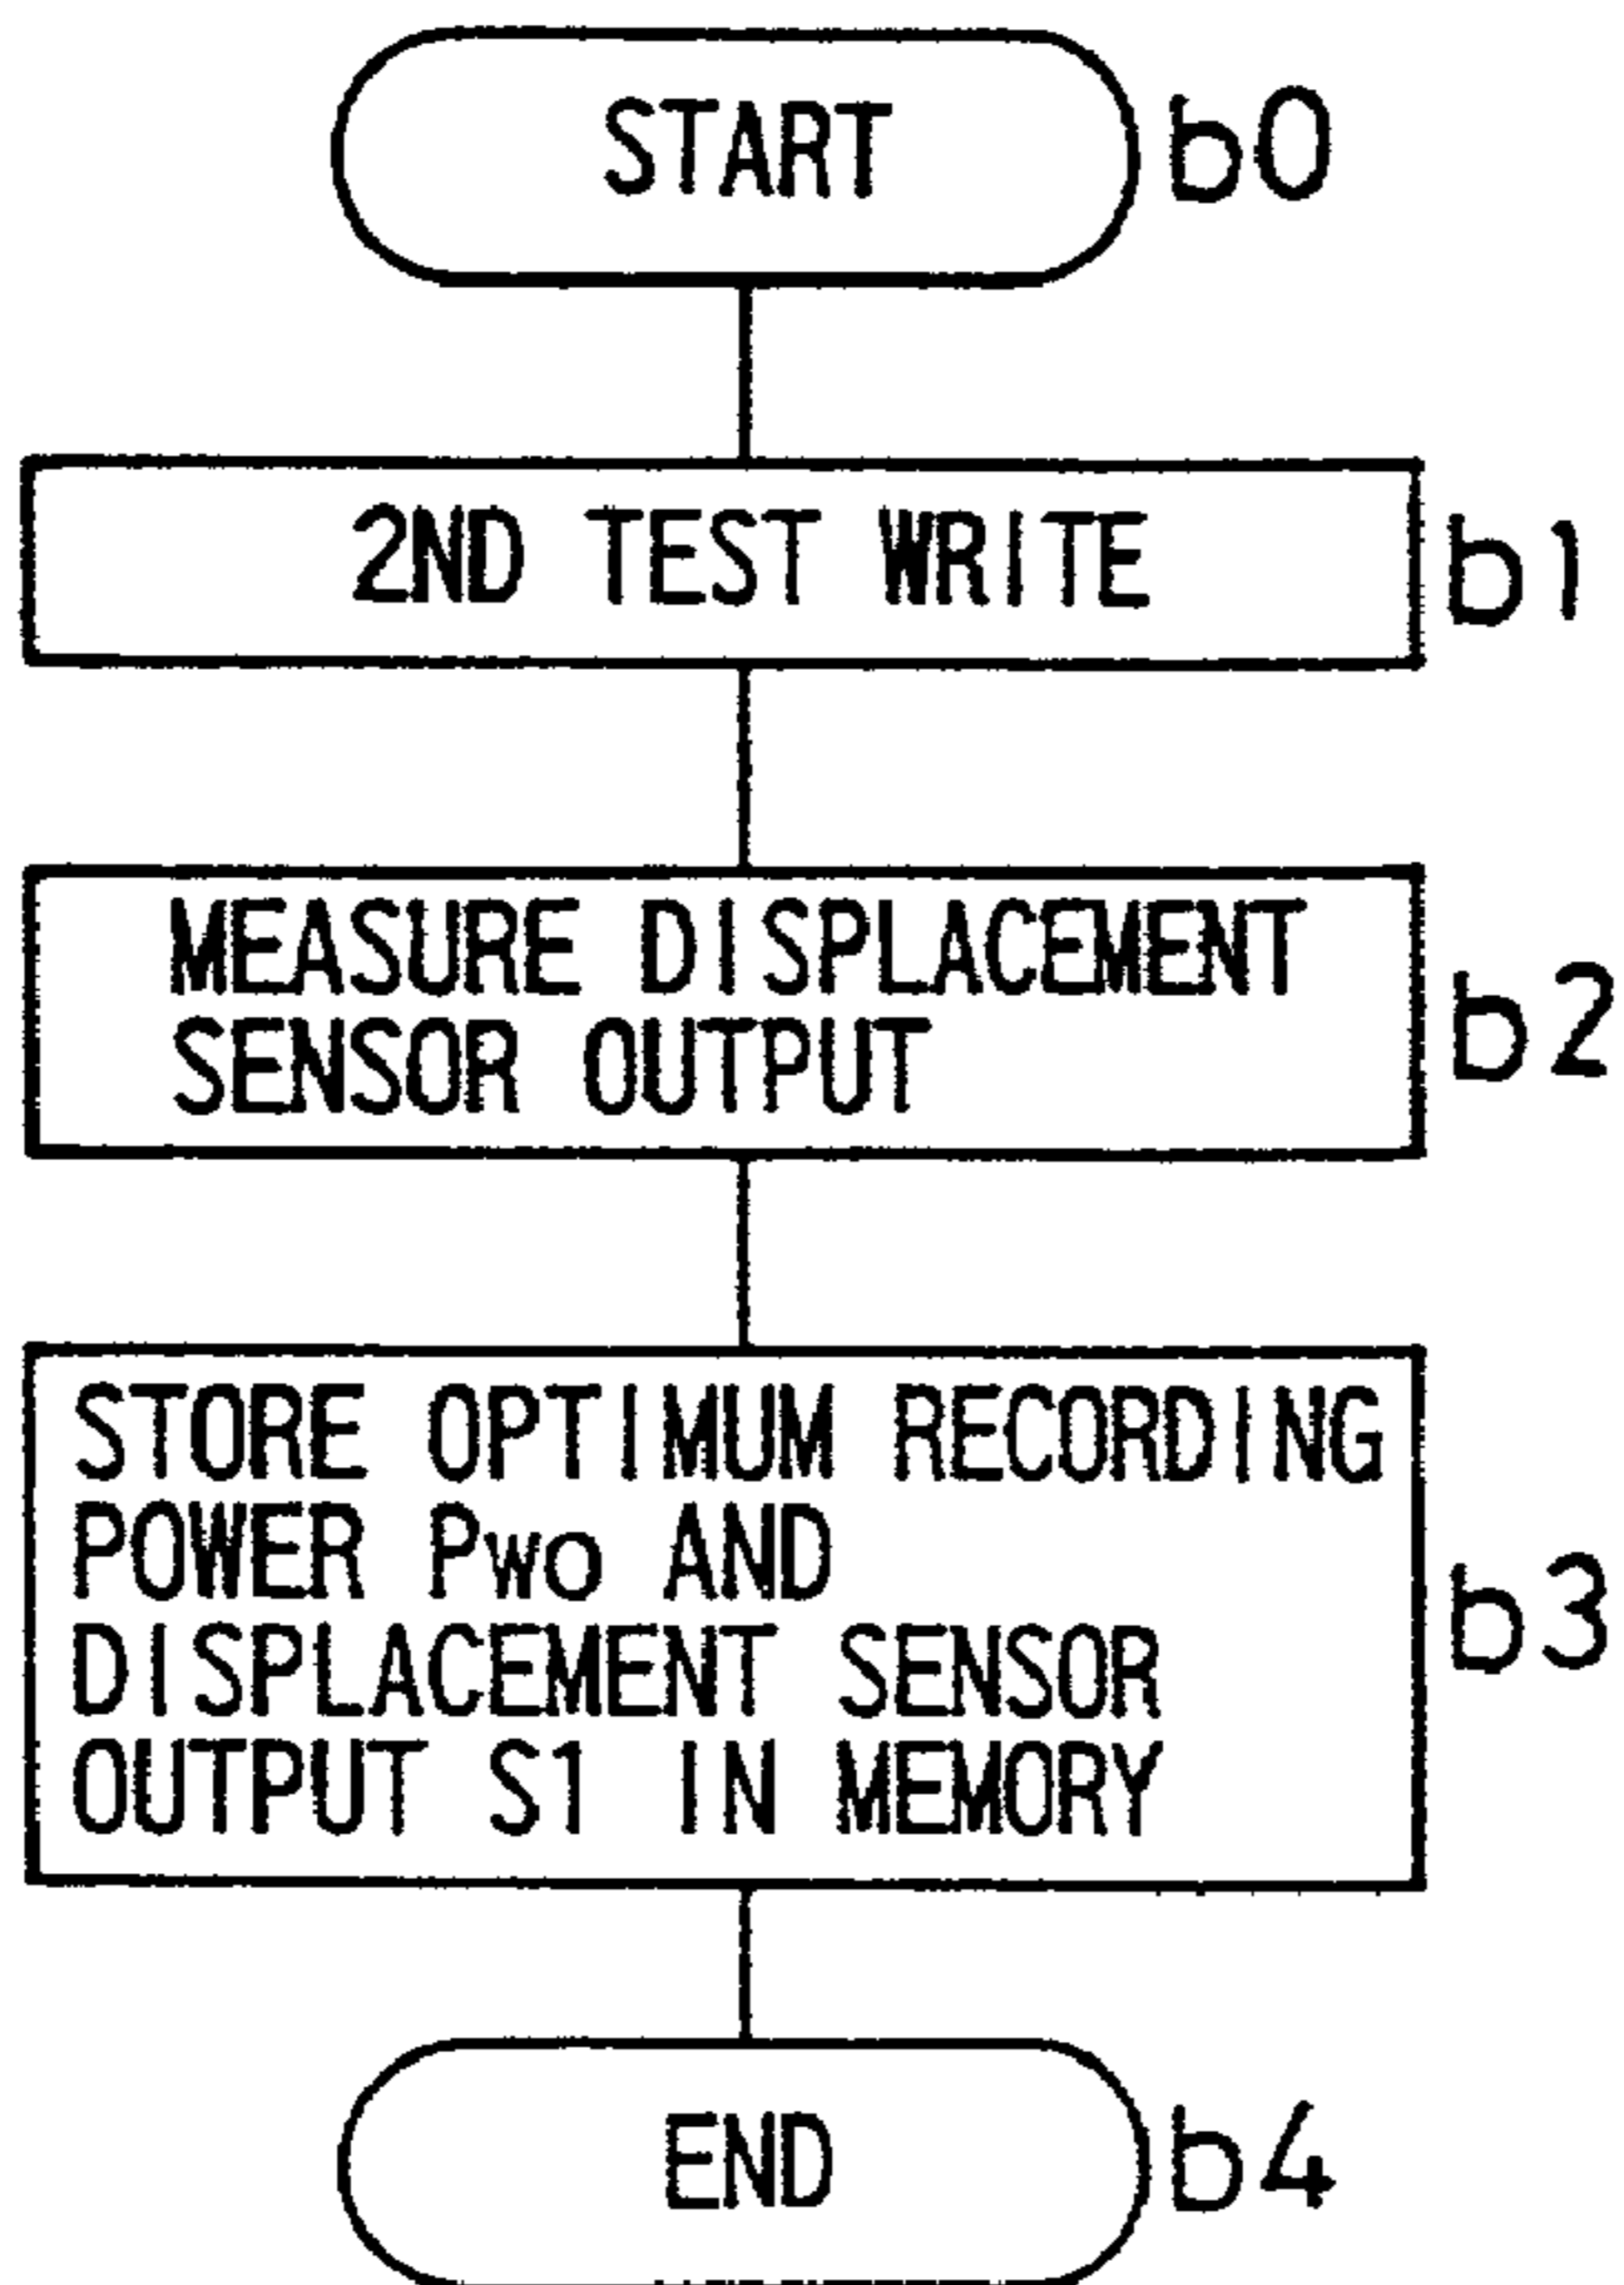 START b0
2ND TEST WRITE b1
MEASURE DISPLACEMENT
SENSOR OUTPUT
b2
STORE OPTIMUM RECORDING
POWER Pwo AND
DISPLACEMENT SENSOR
OUTPUT S1 IN MEMORY
b3
END b4